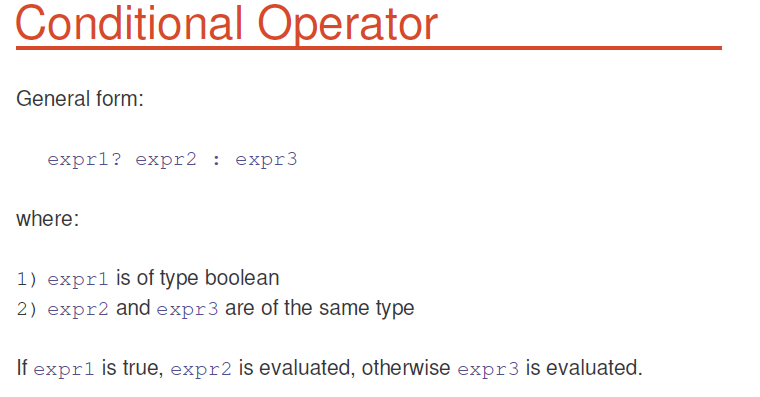 Conditional Operator
General form:
expr1? expr2 : expr3
where:
1) expr1 is of type boolean
2) expr2 and expr3 are of the same type
If expr1 is true, expr2 is evaluated, otherwise expr3 is evaluated.